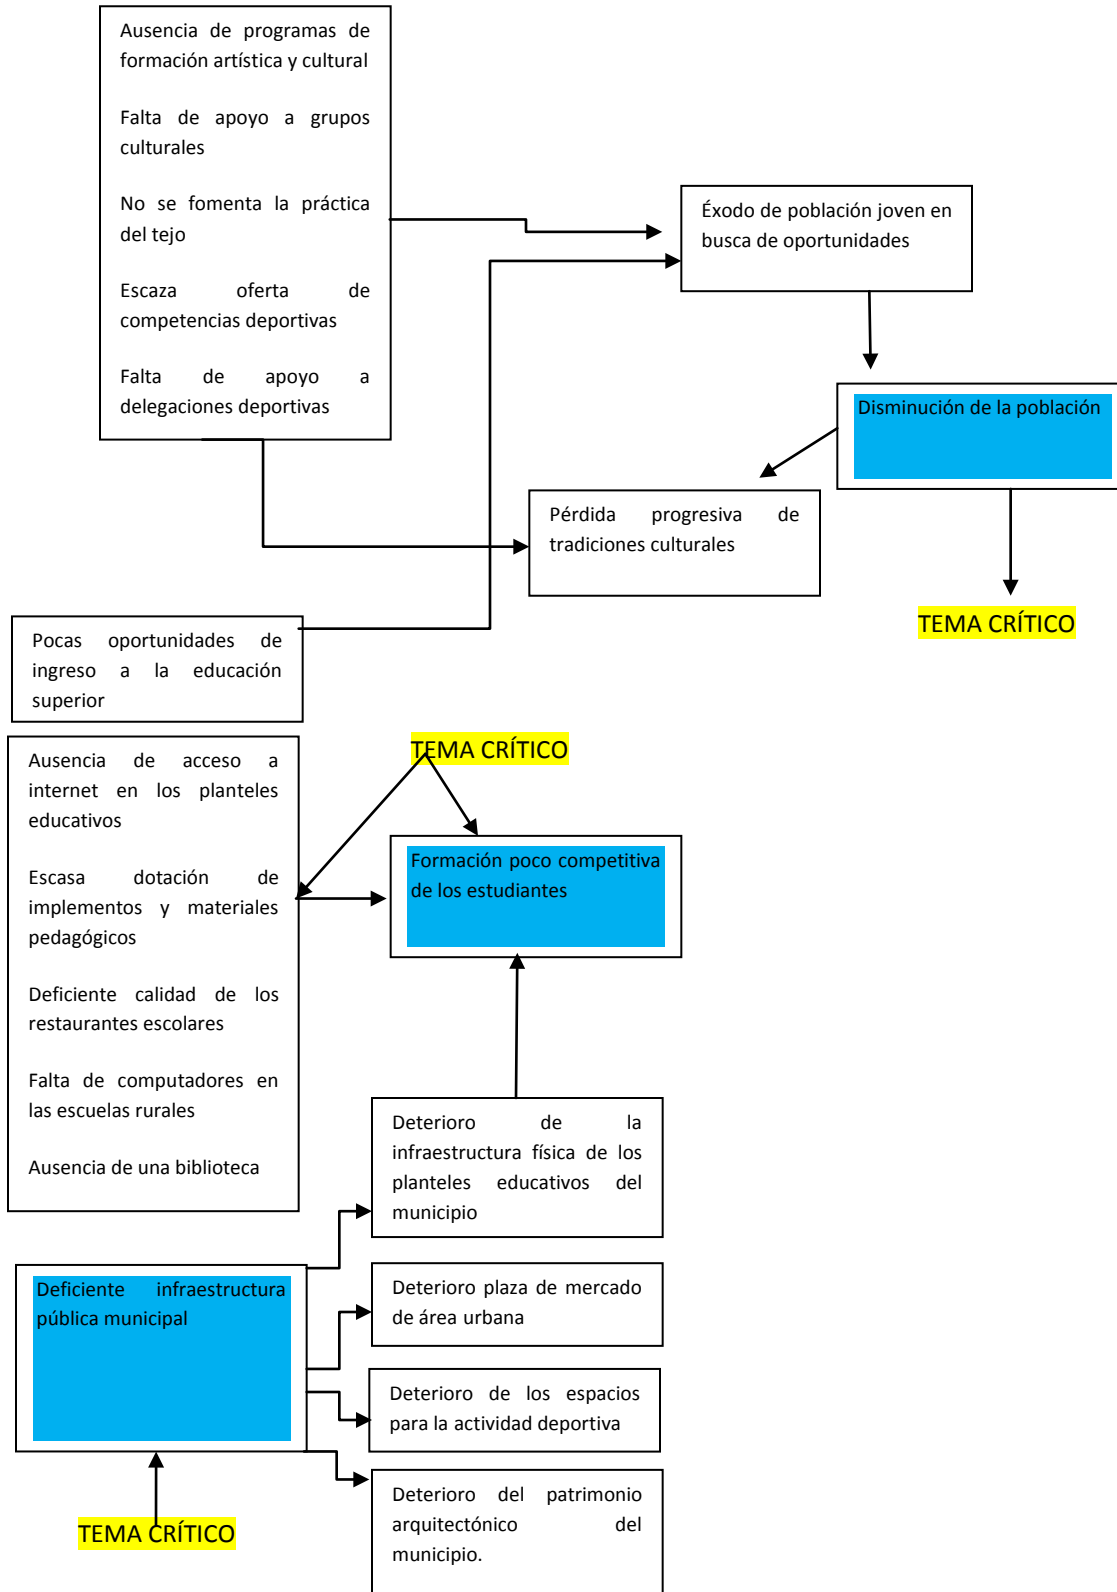 Ausencia de programas de
formación artística y cultural
Falta de apoyo a grupos
culturales
No se fomenta la práctica
del tejo
Escaza oferta de
competencias deportivas
Falta de apoyo a
delegaciones deportivas
Éxodo de población joven en
busca de oportunidades
Disminución de la población
Pérdida progresiva de
tradiciones culturales
TEMA CRÍTICO
Pocas oportunidades de
ingreso a la educación
superior
TEMA CRÍTICO
Ausencia de acceso a
internet en los planteles
educativos
Escasa dotación de
implementos y materiales
pedagógicos
Deficiente calidad de los
restaurantes escolares
Falta de computadores en
las escuelas rurales
Ausencia de una biblioteca
Formación poco competitiva
de los estudiantes
Deterioro de la
infraestructura física de los
planteles educativos del
municipio
Deficiente infraestructura
pública municipal
Deterioro plaza de mercado
de área urbana
Deterioro de los espacios
para la actividad deportiva
Deterioro del patrimonio
arquitectónico del
municipio.
TEMA CRÍTICO